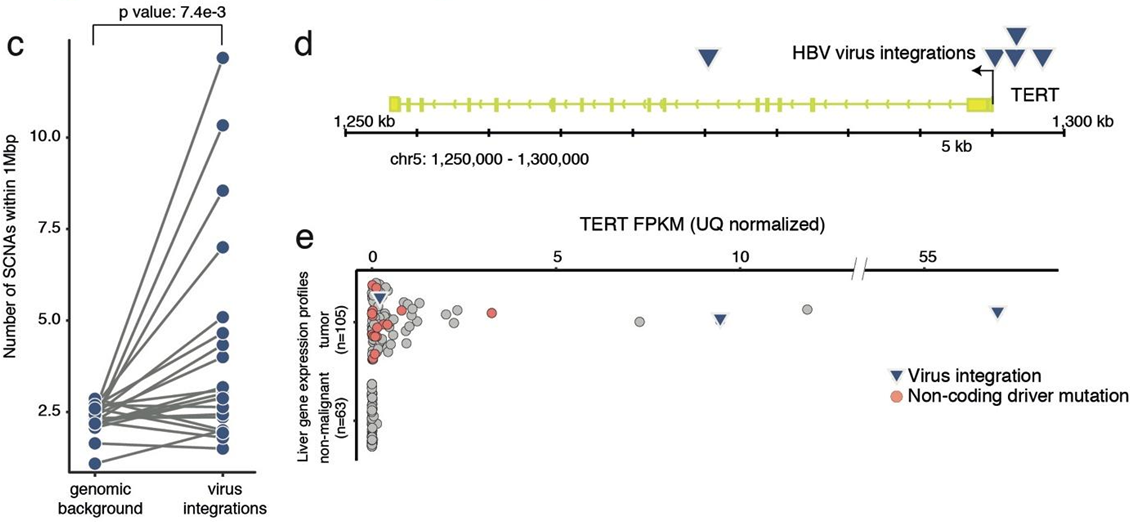 c
p value: 7.4e-3
Number of SCNAs within 1Mbp
10.0
7.5
5.0
2.5
genomic
background
virus
integrations
d
HBV virus integrations
TERT
1,250 kb
1,300 kb
5 kb
chr5: 1,250,000 - 1,300,000
e
TERT FPKM (UQ normalized)
0
5
10
55
Liver gene expression profiles
tumor
(n=105)
non-malignant
(n=63)
Virus integration
Non-coding driver mutation